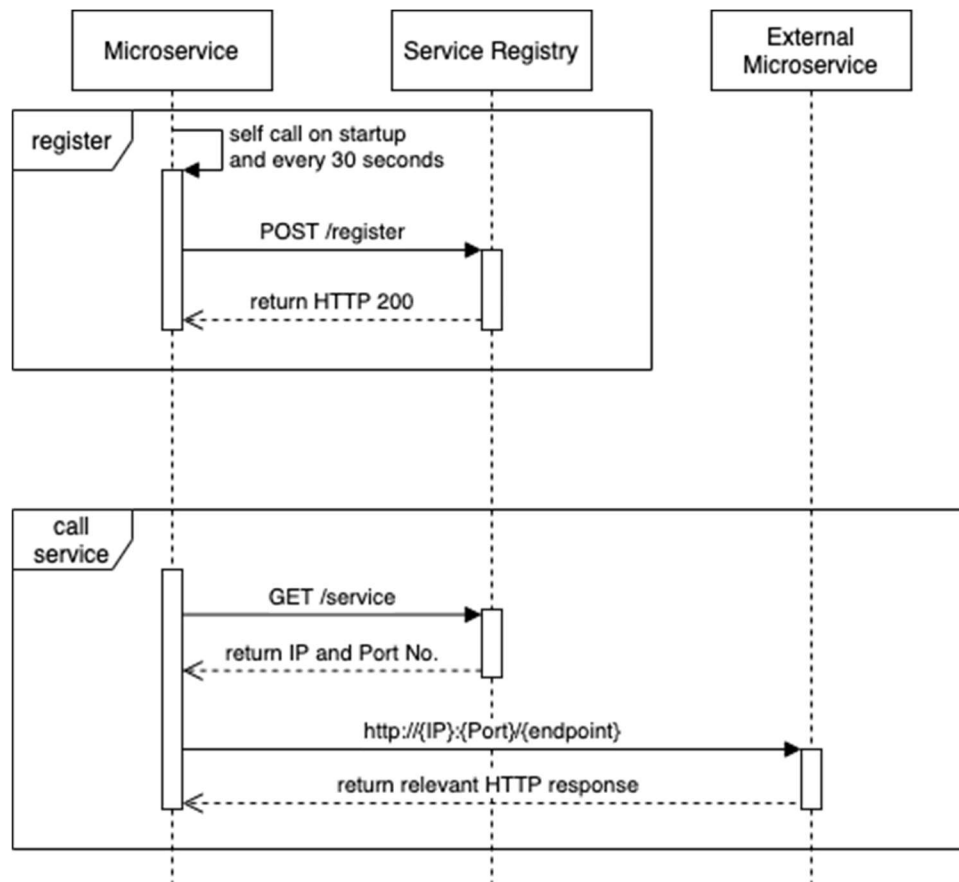 Microservice
Service Registry
External
Microservice
register
self call on startup
and every 30 seconds
POST /register
return HTTP 200
call
service
GET /service
return IP and Port No.
http://{IP}:{Port}/{endpoint}
return relevant HTTP response